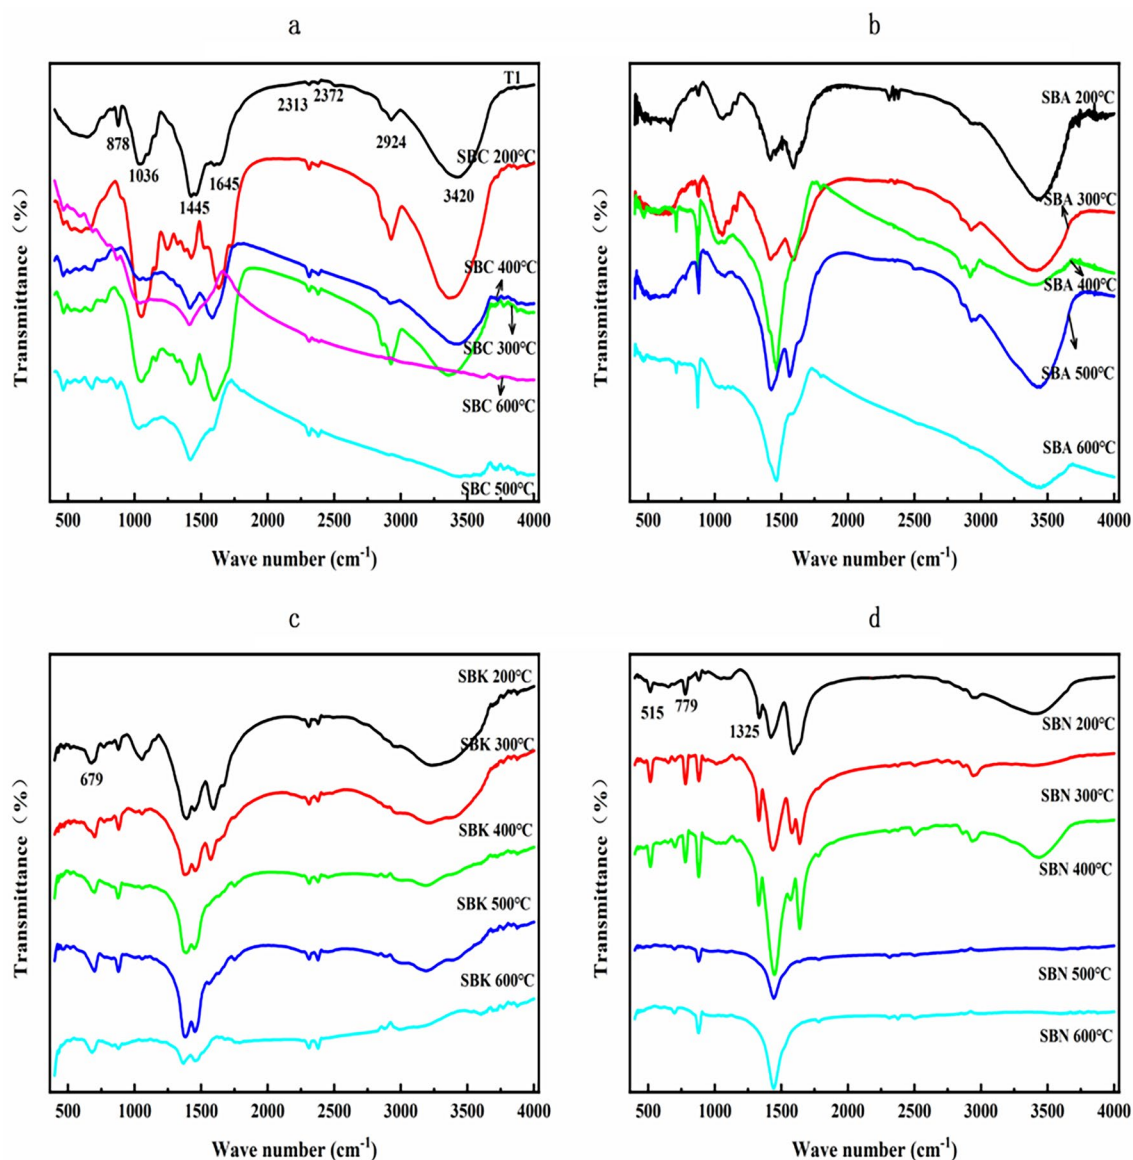 a
T1
2313
2372
878
2924
SBC 200°C
1036
1645
3420
1445
SBC 400°C
SBC 300°C
SBC 600°C
SBC 500°C
Transmittance（%）
500 1000 1500 2000 2500 3000 3500 4000
Wave number (cm⁻¹)
b
SBA 200°C
SBA 300°C
SBA 400°C
SBA 500°C
SBA 600°C
Transmittance（%）
500 1000 1500 2000 2500 3000 3500 4000
Wave number (cm⁻¹)
c
SBK 200°C
SBK 300°C
679
SBK 400°C
SBK 500°C
SBK 600°C
Transmittance（%）
500 1000 1500 2000 2500 3000 3500 4000
Wave number (cm⁻¹)
d
515
779
1325
SBN 200°C
SBN 300°C
SBN 400°C
SBN 500°C
SBN 600°C
Transmittance（%）
500 1000 1500 2000 2500 3000 3500 4000
Wave number (cm⁻¹)